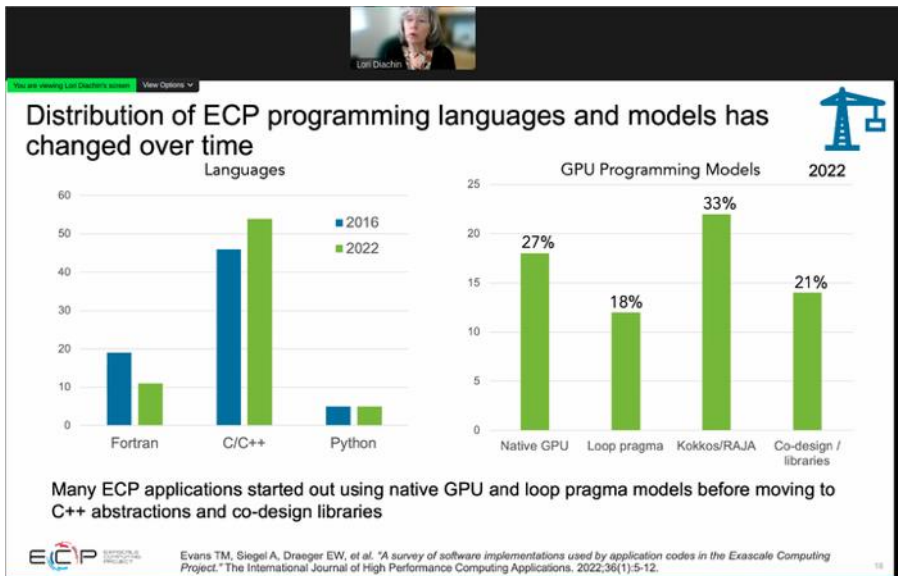 Lori Diachin
You are viewing Lori Diachin's screen View Options
Distribution of ECP programming languages and models has
changed over time
Languages
60
50
40
30
20
10
0
2016
2022
Fortran C/C++ Python
GPU Programming Models 2022
25
20
15
10
5
0
27%
18%
33%
21%
Native GPU Loop pragma Kokkos/RAJA Co-design /
libraries
Many ECP applications started out using native GPU and loop pragma models before moving to
C++ abstractions and co-design libraries
ECP EXASCALE
COMPUTING
PROJECT
Evans TM, Siegel A, Draeger EW, et al. "A survey of software implementations used by application codes in the Exascale Computing
Project." The International Journal of High Performance Computing Applications. 2022;36(1):5-12.